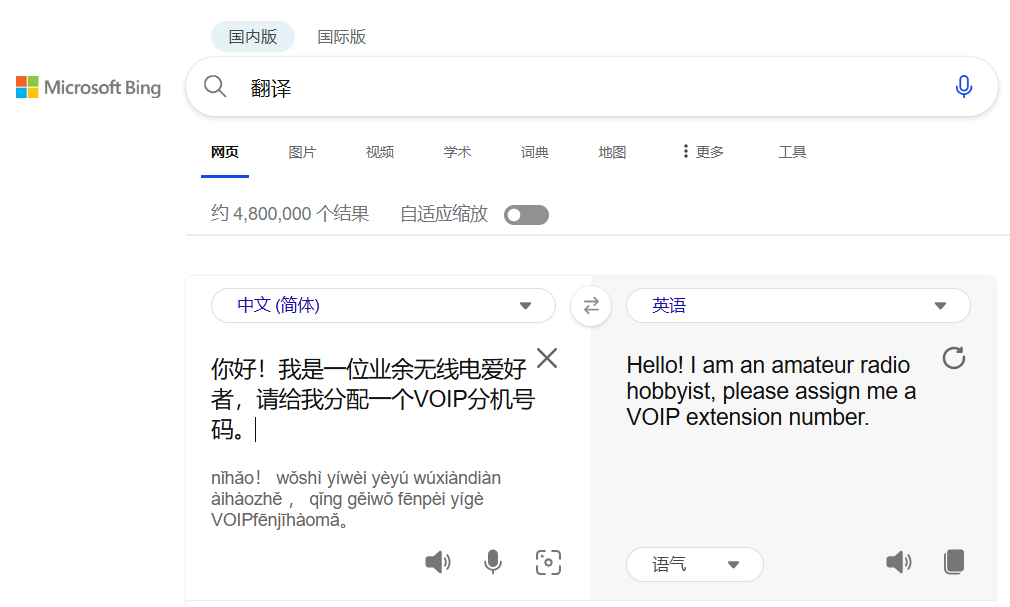 国内版 国际版
Microsoft Bing
翻译
网页 图片 视频 学术 词典 地图 更多 工具
约 4,800,000 个结果 自适应缩放
中文 (简体)
你好！我是一位业余无线电爱好
者，请给我分配一个VOIP分机号
码。
nǐhǎo！ wǒshì yíwèi yèyú wúxiàndiàn
àihàozhě ， qǐng gěiwǒ fēnpèi yígè
VOIPfēnjīhàomǎ。
英语
Hello! I am an amateur radio
hobbyist, please assign me a
VOIP extension number.
语气